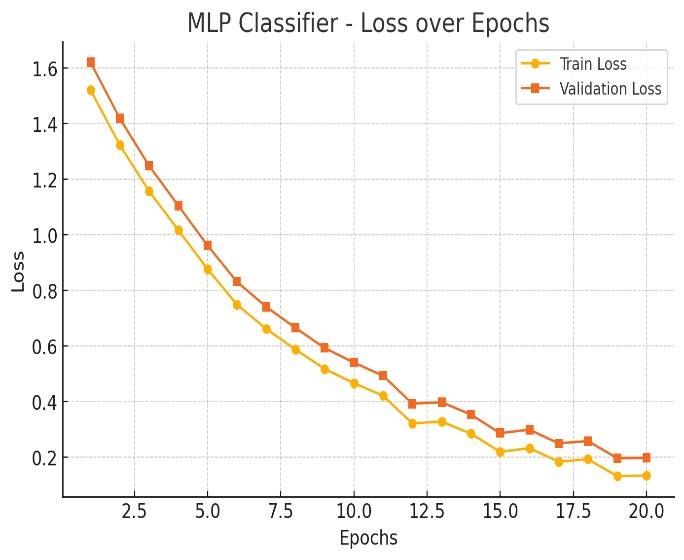 MLP Classifier - Loss over Epochs
Train Loss
Validation Loss
Loss
1.6
1.4
1.2
1.0
0.8
0.6
0.4
0.2
2.5 5.0 7.5 10.0 12.5 15.0 17.5 20.0
Epochs